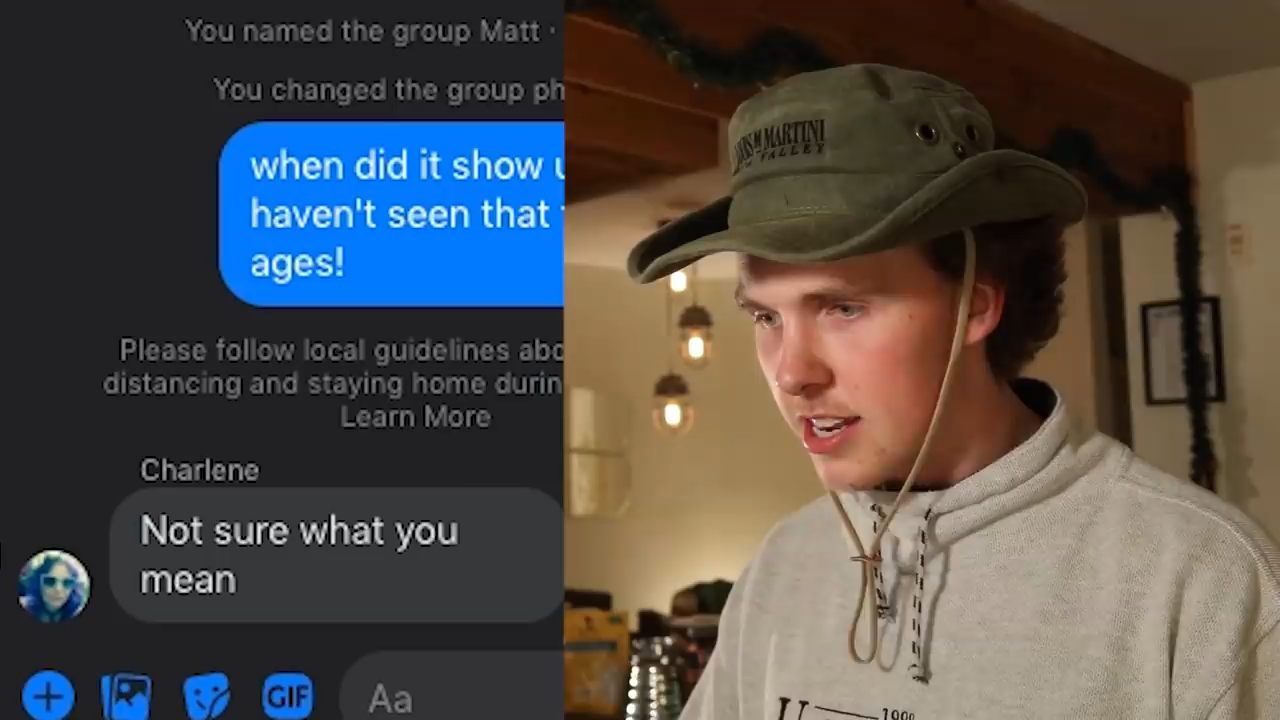 You named the group Matt ·
You changed the group ph
when did it show u
haven't seen that
ages!
Please follow local guidelines abo
distancing and staying home durin
Learn More
Charlene
Not sure what you
mean
GIF
Aa
MARTINI
VALLEY